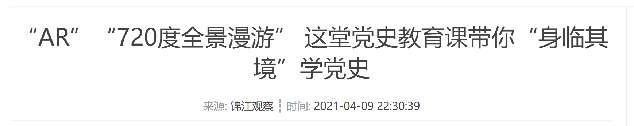 “AR” “720度全景漫游” 这堂党史教育课带你“身临其
境”学党史
来源: 锦江观察 | 时间: 2021-04-09 22:30:39